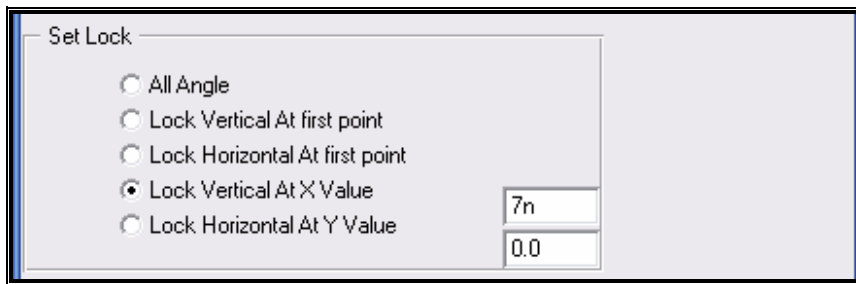 Set Lock
All Angle
Lock Vertical At first point
Lock Horizontal At first point
Lock Vertical At X Value
7n
Lock Horizontal At Y Value
0.0